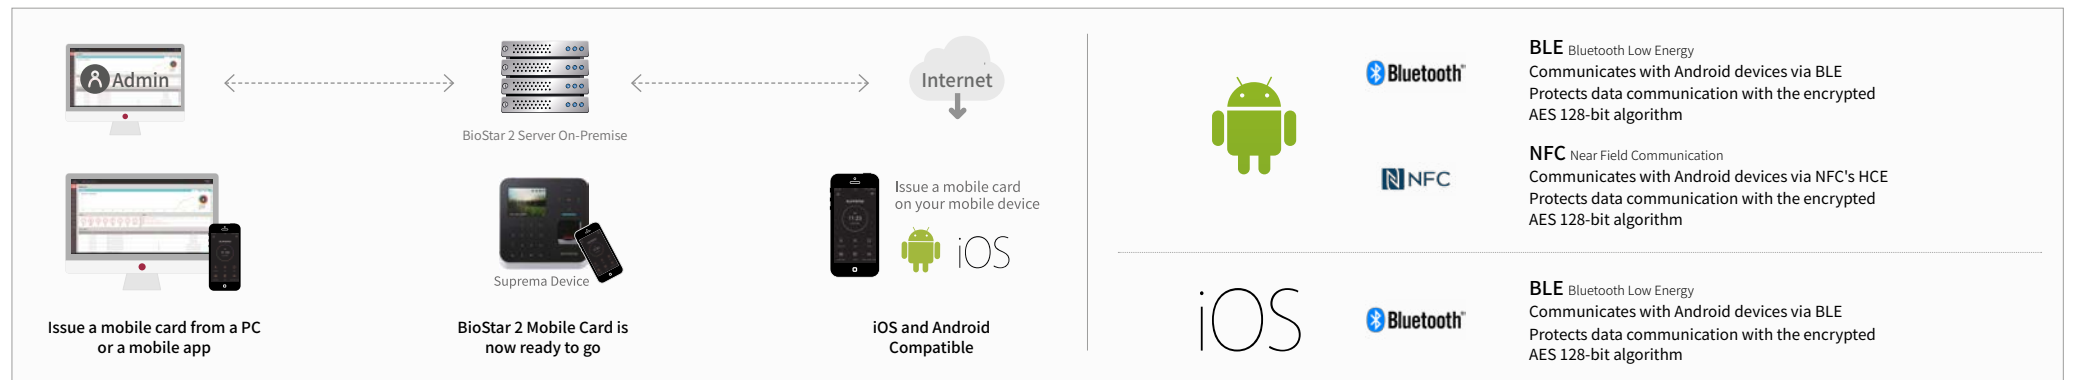 Admin
BioStar 2 Server On-Premise
Internet
Suprema Device
Issue a mobile card
on your mobile device
iOS
Issue a mobile card from a PC
or a mobile app
BioStar 2 Mobile Card is
now ready to go
iOS and Android
Compatible
Bluetooth
BLE Bluetooth Low Energy
Communicates with Android devices via BLE
Protects data communication with the encrypted
AES 128-bit algorithm
NFC
NFC Near Field Communication
Communicates with Android devices via NFC's HCE
Protects data communication with the encrypted
AES 128-bit algorithm
iOS
Bluetooth
BLE Bluetooth Low Energy
Communicates with Android devices via BLE
Protects data communication with the encrypted
AES 128-bit algorithm